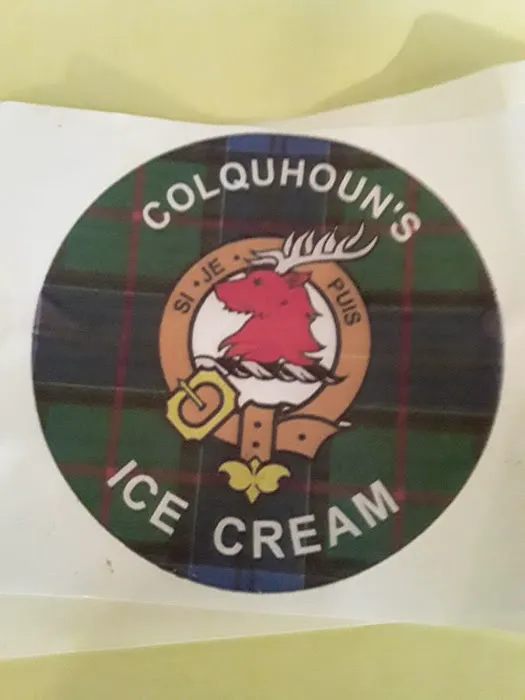 COLQUHOUN'S
SI • JE • PUIS
ICE CREAM